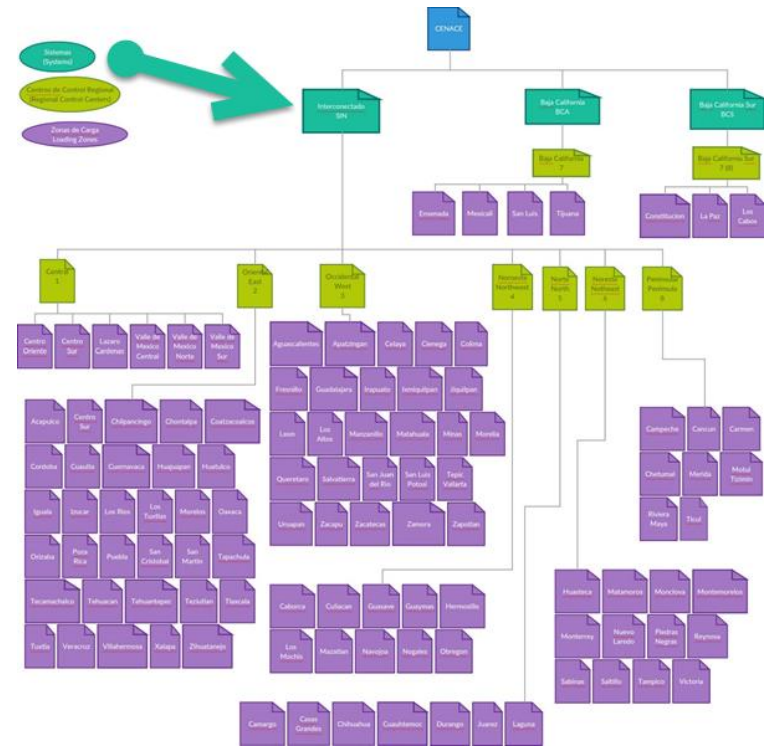 CENACE
Sistemas
(Systems)
Centros de Control Regional
(Regional Control Centers)
Zonas de Carga
Loading Zones
Interconectado
SIN
Baja California
BCA
Baja California Sur
BCS
Baja California
7
Baja California Sur
7 (8)
Ensenada
Mexicali
San Luis
Tijuana
Constitucion
La Paz
Los
Cabos
Central
1
Oriente
East
2
Occidental
West
3
Noroeste
4
Norte
North
5
6
Peninsula
Peninsula
8
Centro
Oriente
Centro
Sur
Lazaro
Cardenas
Valle de
Mexico
Central
Valle de
Mexico
Norte
Valle de
Mexico
Sur
Acapulco
Centro
Sur
Chilpancingo
Chontalpa
Coatzacoalcos
Cordoba
Cuautla
Cuernavaca
Huajuapan
Huatulco
Iguala
Izucar
Los Rios
Los
Tuxtlas
Morelos
Oaxaca
Orizaba
Poza
Rica
Puebla
San
Cristobal
San
Martin
Tapachula
Tecamachalco
Tehuacan
Tehuantepec
Teziutlan
Tlaxcala
Tuxtla
Veracruz
Villahermosa
Xalapa
Zihuatanejo
Aguascalientes
Apatzingan
Celaya
Cienega
Colima
Fresnillo
Guadalajara
Irapuato
Ixmiquilpan
Jiquilpan
Leon
Los
Altos
Manzanillo
Matehuala
Minas
Morelia
Queretaro
Salvatierra
San Juan
del Rin
San Luiz
Potosi
Tepic
Vallarta
Uruapan
Zacapu
Zacatecas
Zamora
Zapotlan
Caborca
Culiacan
Guasave
Guaymas
Hermosillo
Los
Mochis
Mazatlan
Navojoa
Nogales
Obregon
Camargo
Casas
Grandes
Chihuahua
Cuauhtemoc
Durango
Juarez
Laguna
Huasteca
Matamoros
Monclova
Montemorelos
Monterrey
Nuevo
Laredo
Piedras
Negras
Reynosa
Sabinas
Saltillo
Tampico
Victoria
Campeche
Cancun
Carmen
Chetumal
Merida
Motul
Tizimin
Riviera
Maya
Ticul